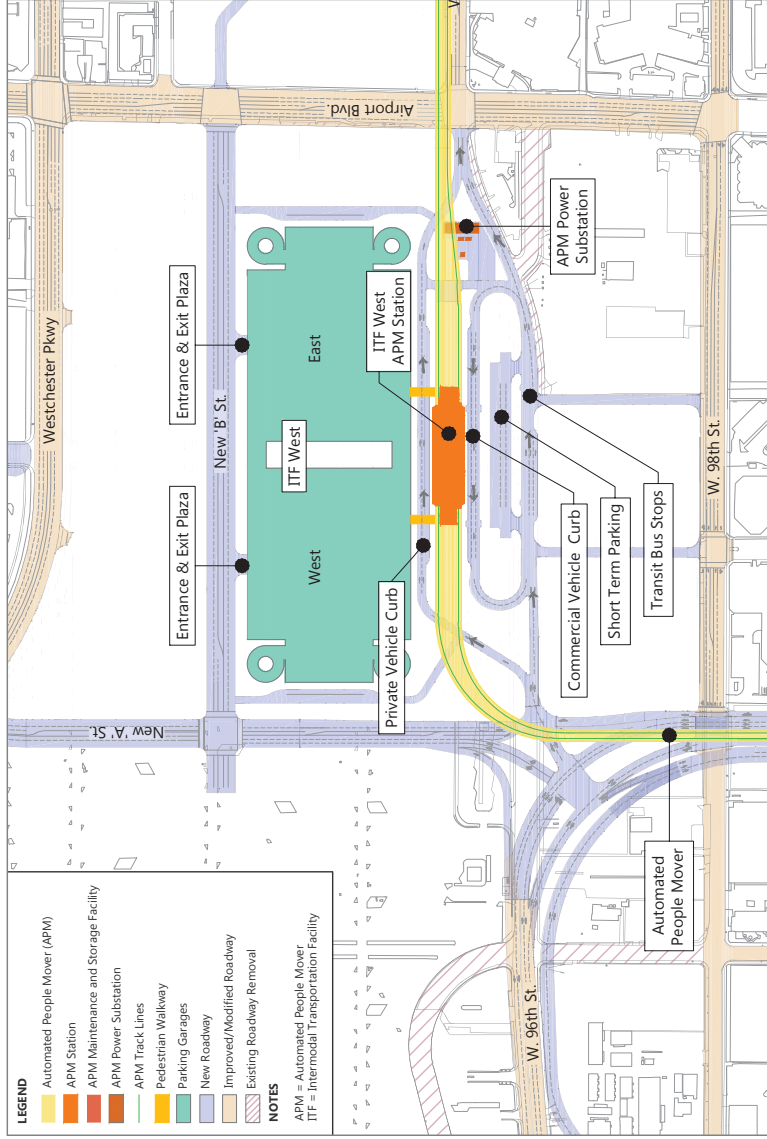 LEGEND
Automated People Mover (APM)
APM Station
APM Maintenance and Storage Facility
APM Power Substation
APM Track Lines
Pedestrian Walkway
Parking Garages
New Roadway
Improved/Modified Roadway
Existing Roadway Removal
NOTES
APM = Automated People Mover
ITF = Intermodal Transportation Facility
Westchester Pkwy
Airport Blvd.
New 'B' St.
New 'A' St.
W. 96th St.
W. 98th St.
Entrance & Exit Plaza
Entrance & Exit Plaza
West
ITF West
East
ITF West
APM Station
APM Power
Substation
Private Vehicle Curb
Commercial Vehicle Curb
Short Term Parking
Transit Bus Stops
Automated
People Mover